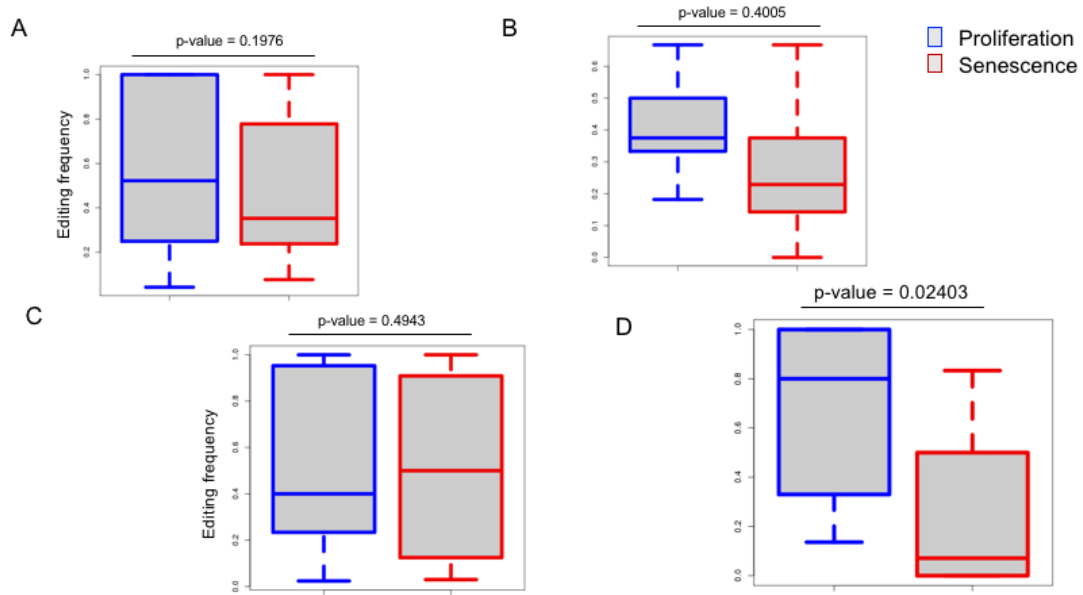 A
p-value = 0.1976
Editing frequency
1.0
0.8
0.6
0.4
0.2
B
p-value = 0.4005
0.6
0.5
0.4
0.3
0.2
0.1
0.0
Proliferation
Senescence
C
p-value = 0.4943
Editing frequency
1.0
0.8
0.6
0.4
0.2
0.0
D
p-value = 0.02403
1.0
0.8
0.6
0.4
0.2
0.0